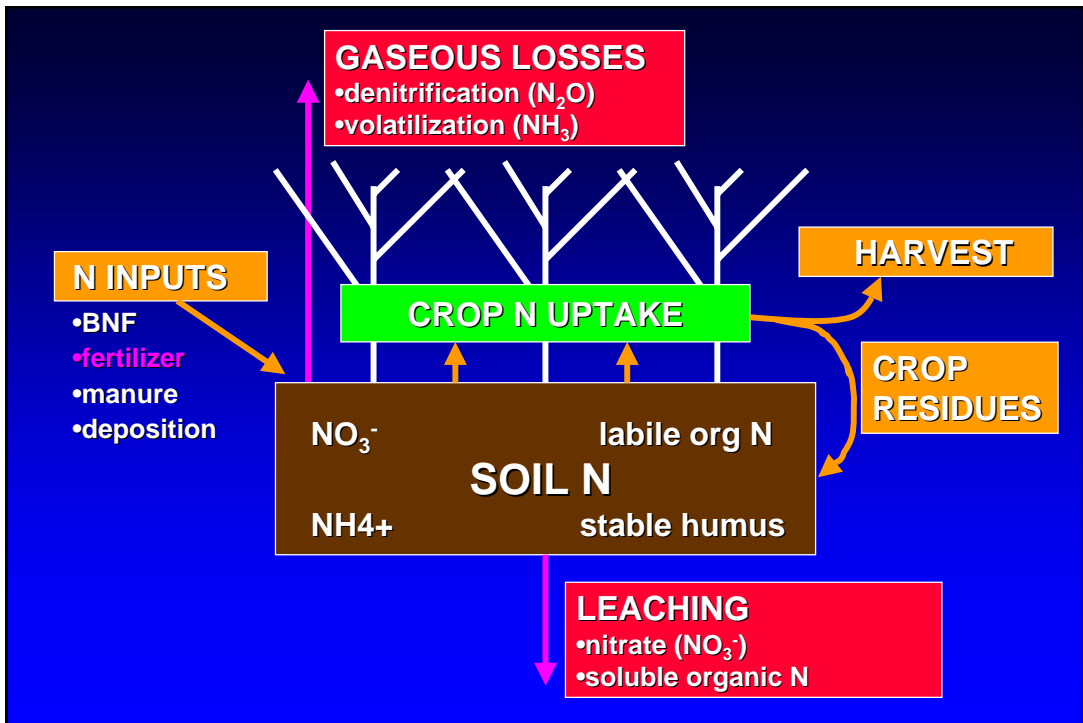 GASEOUS LOSSES
•denitrification (N₂O)
•volatilization (NH₃)
N INPUTS
•BNF
•fertilizer
•manure
•deposition
HARVEST
CROP N UPTAKE
CROP
RESIDUES
NO₃⁻ labile org N
SOIL N
NH4+ stable humus
LEACHING
•nitrate (NO₃⁻)
•soluble organic N